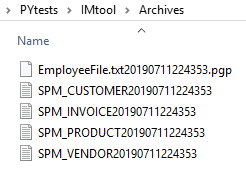 PYtests > IMtool > Archives
Name
EmployeeFile.txt20190711224353.pgp
SPM_CUSTOMER20190711224353
SPM_INVOICE20190711224353
SPM_PRODUCT20190711224353
SPM_VENDOR20190711224353